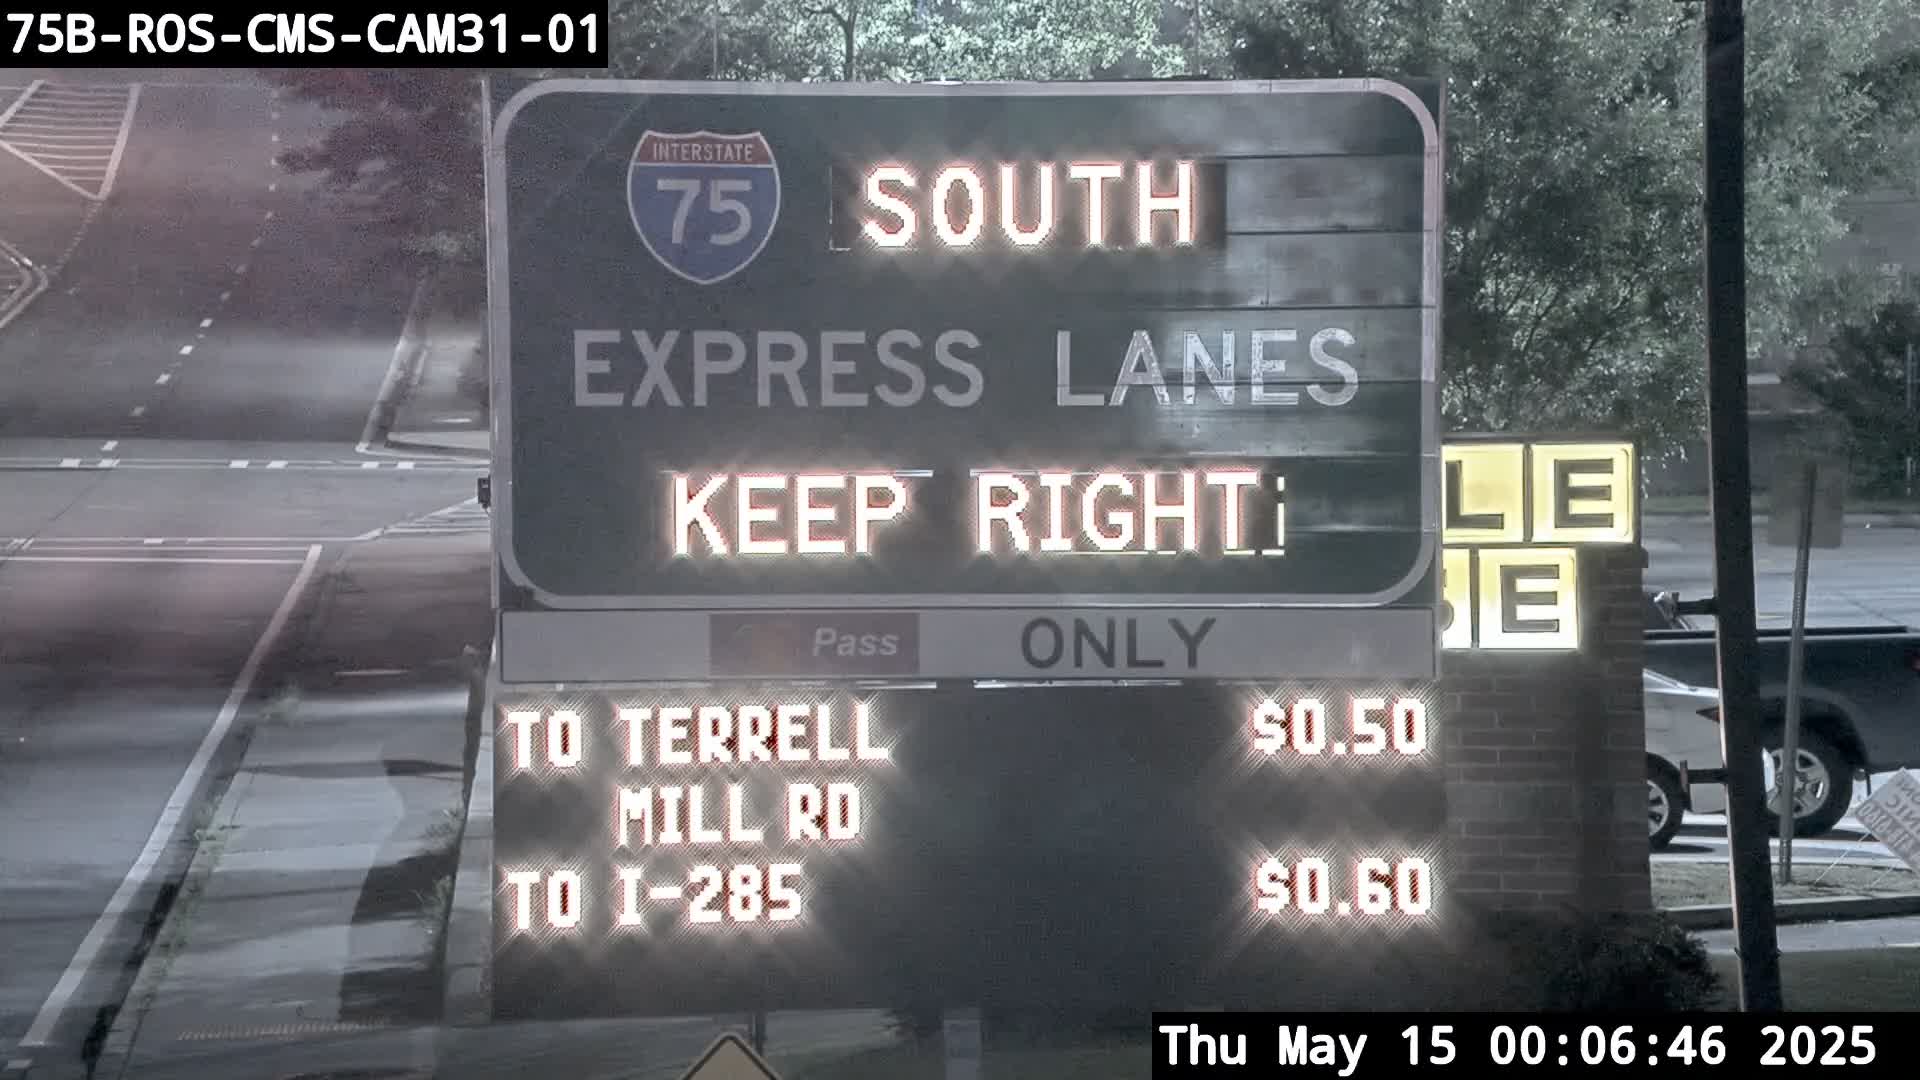 75B-ROS-CMS-CAM31-01
INTERSTATE
75
SOUTH
EXPRESS LANES
KEEP RIGHT
Pass ONLY
TO TERRELL $0.50
MILL RD
TO I-285 $0.60
LE
E
Thu May 15 00:06:46 2025